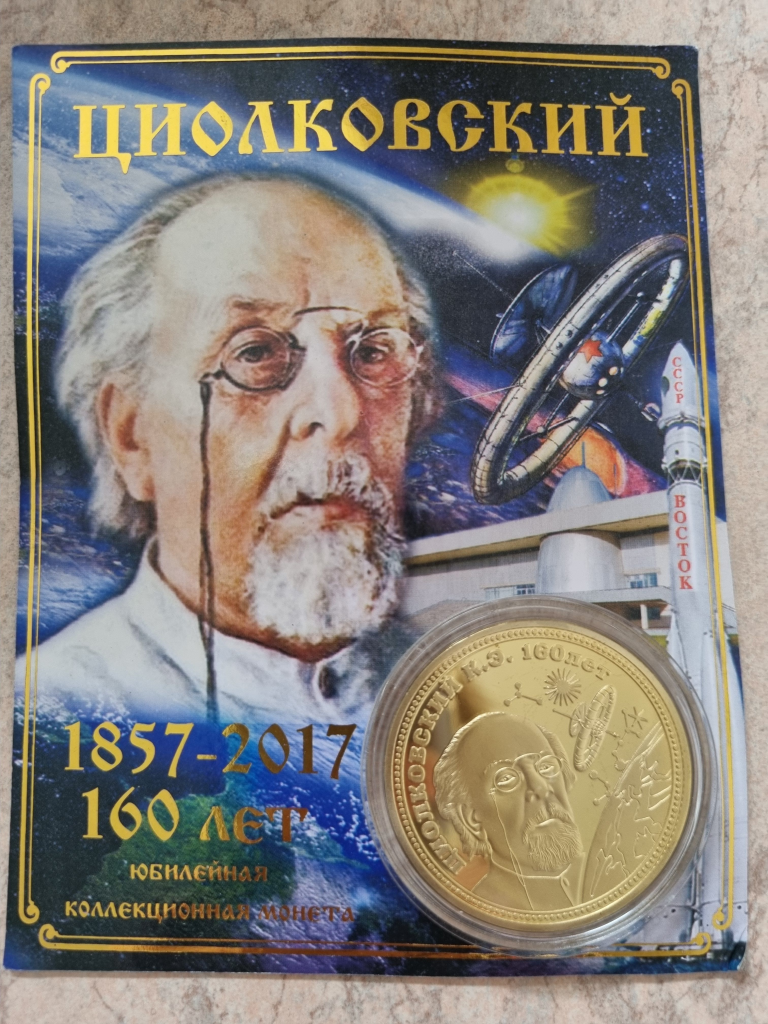 ЦИОЛКОВСКИЙ
СССР
ВОСТОК
1857-2017
160 ЛЕТ
ЮБИЛЕЙНАЯ
КОЛЛЕКЦИОННАЯ МОНЕТА
ЦИОЛКОВСКИЙ К.Э. 160 лет